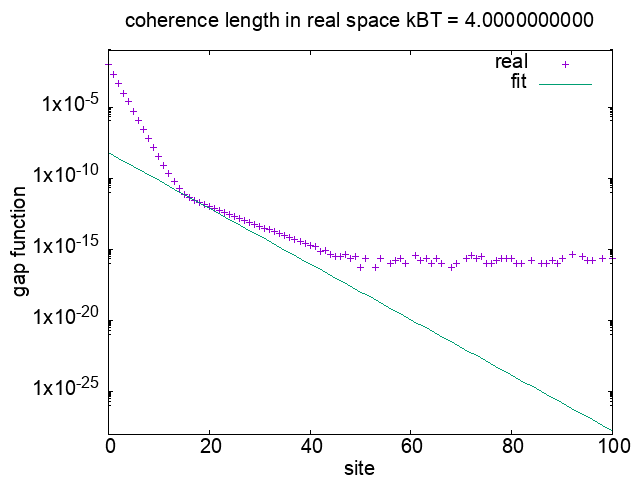 coherence length in real space kBT = 4.0000000000
real
fit
1x10-5
1x10-10
1x10-15
1x10-20
1x10-25
gap function
0 20 40 60 80 100
site